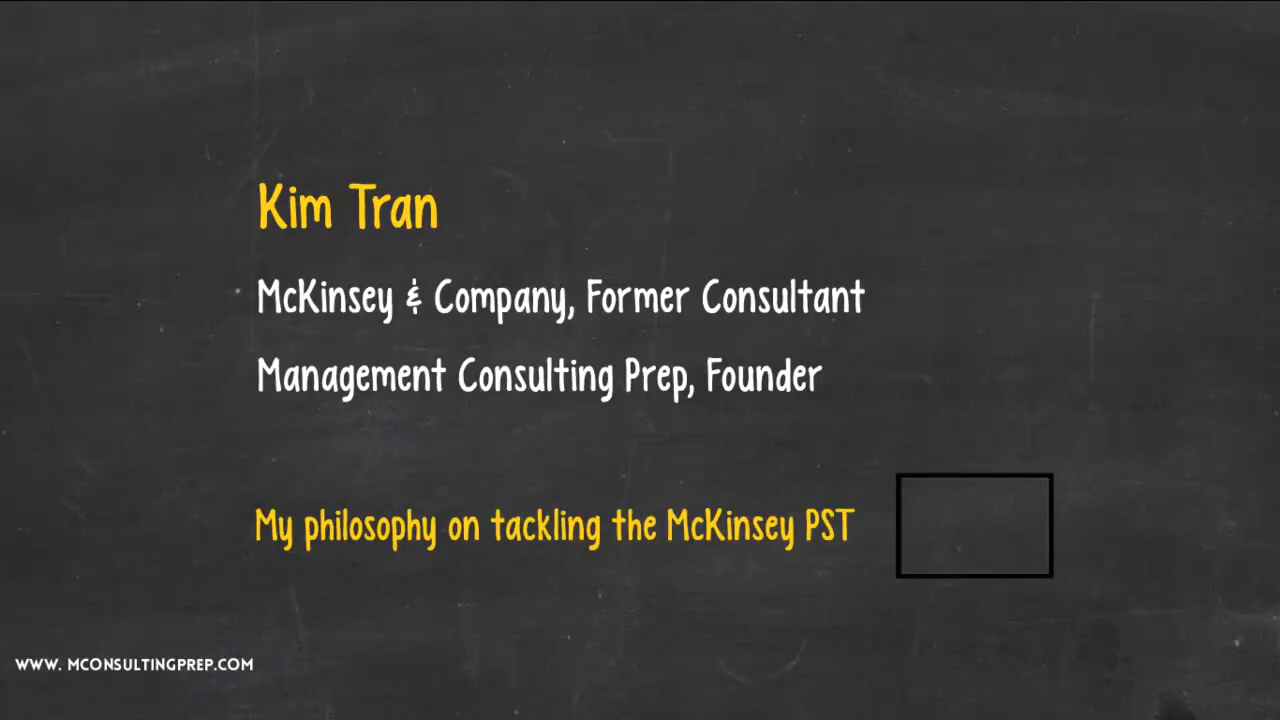 Kim Tran
McKinsey & Company, Former Consultant
Management Consulting Prep, Founder
My philosophy on tackling the McKinsey PST
WWW. MCONSULTINGPREP.COM